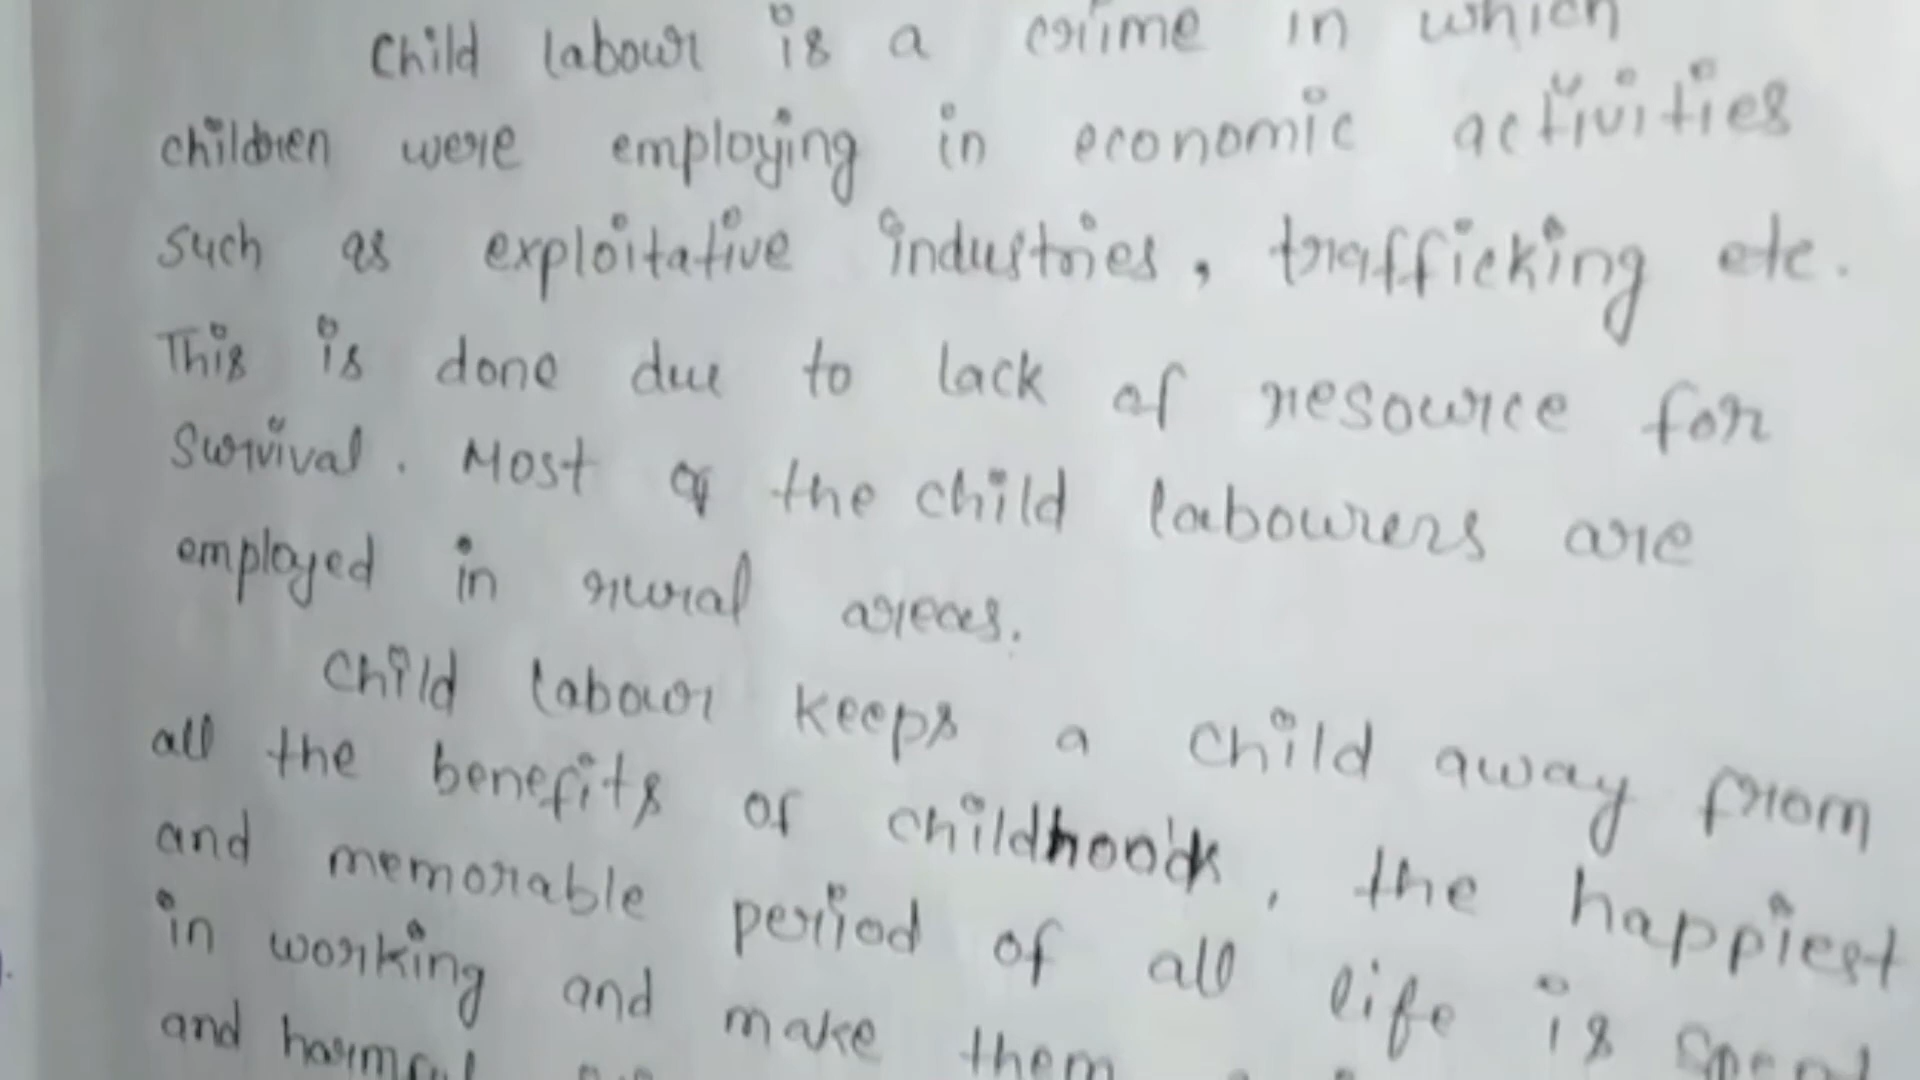 Child labour is a crime in which
children were employing in economic activities
such as exploitative industries, trafficking etc.
This is done due to lack of resource for
survival. Most of the child labourers are
employed in rural areas.
Child labour keeps a child away from
all the benefits of childhood, the happiest
and memorable period of all life is spend
in working and make them
and harmful